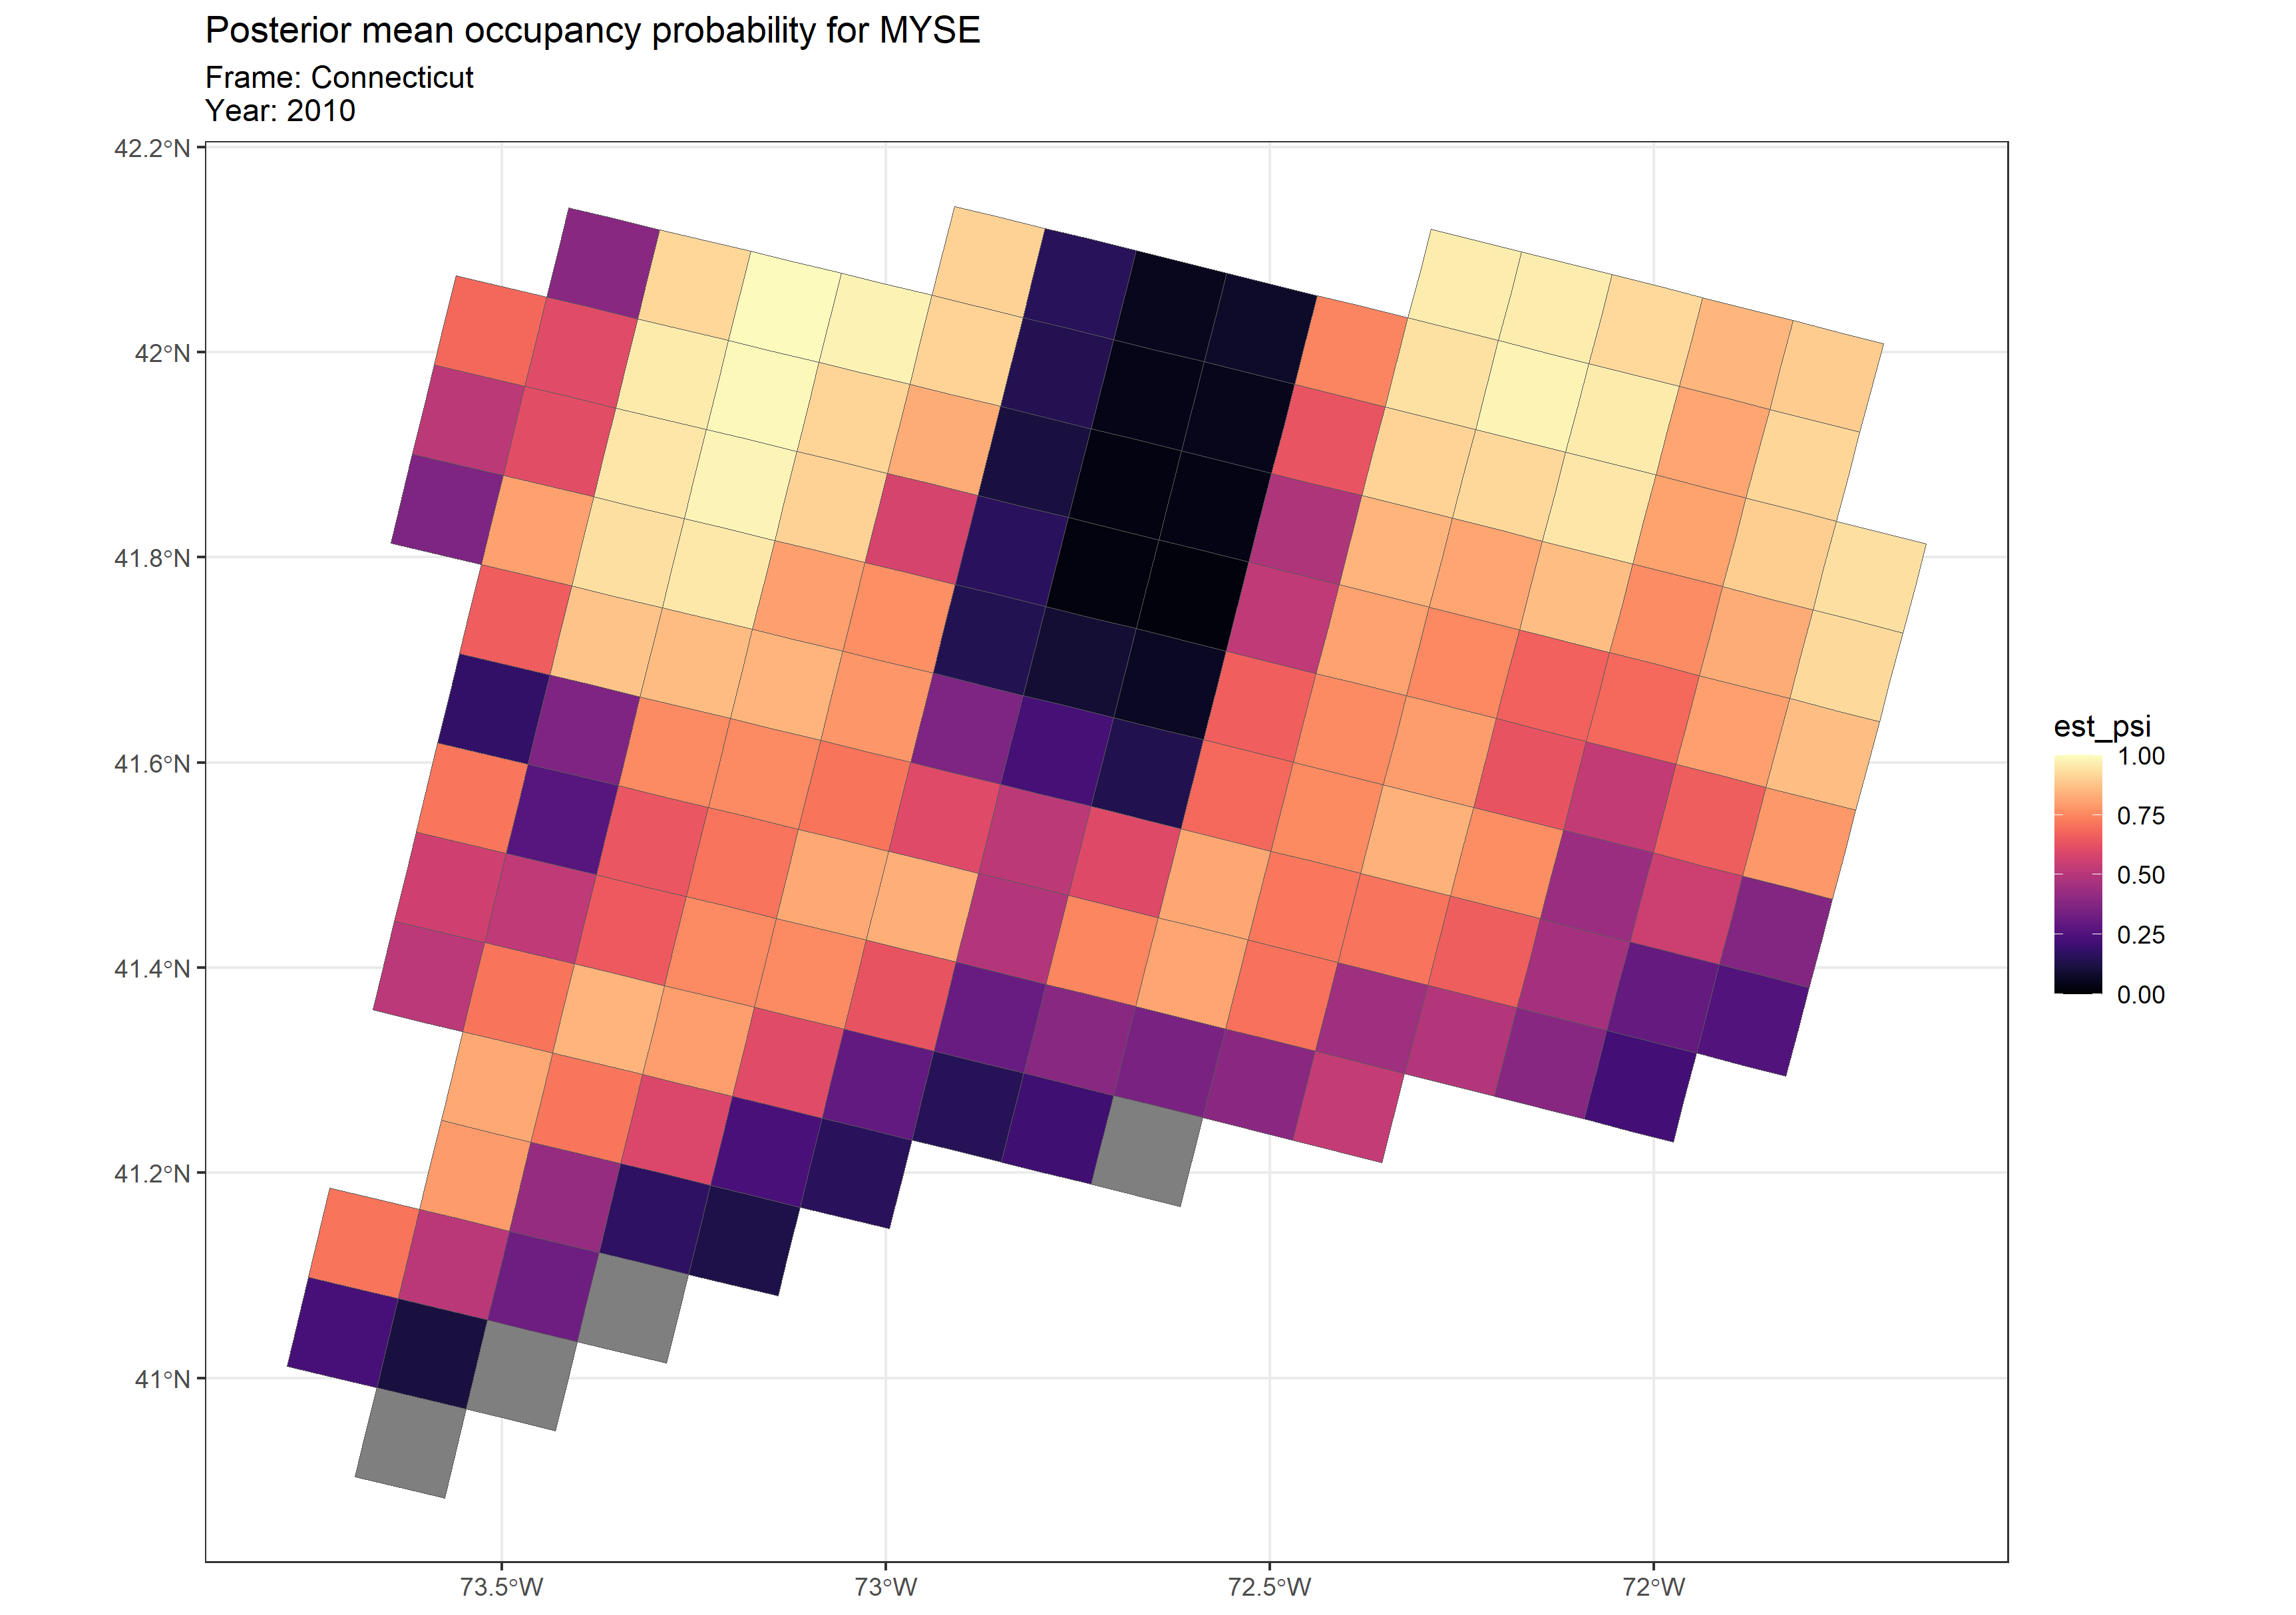 Posterior mean occupancy probability for MYSE
Frame: Connecticut
Year: 2010
42.2°N
42°N
41.8°N
41.6°N
41.4°N
41.2°N
41°N
73.5°W
73°W
72.5°W
72°W
est_psi
1.00
0.75
0.50
0.25
0.00